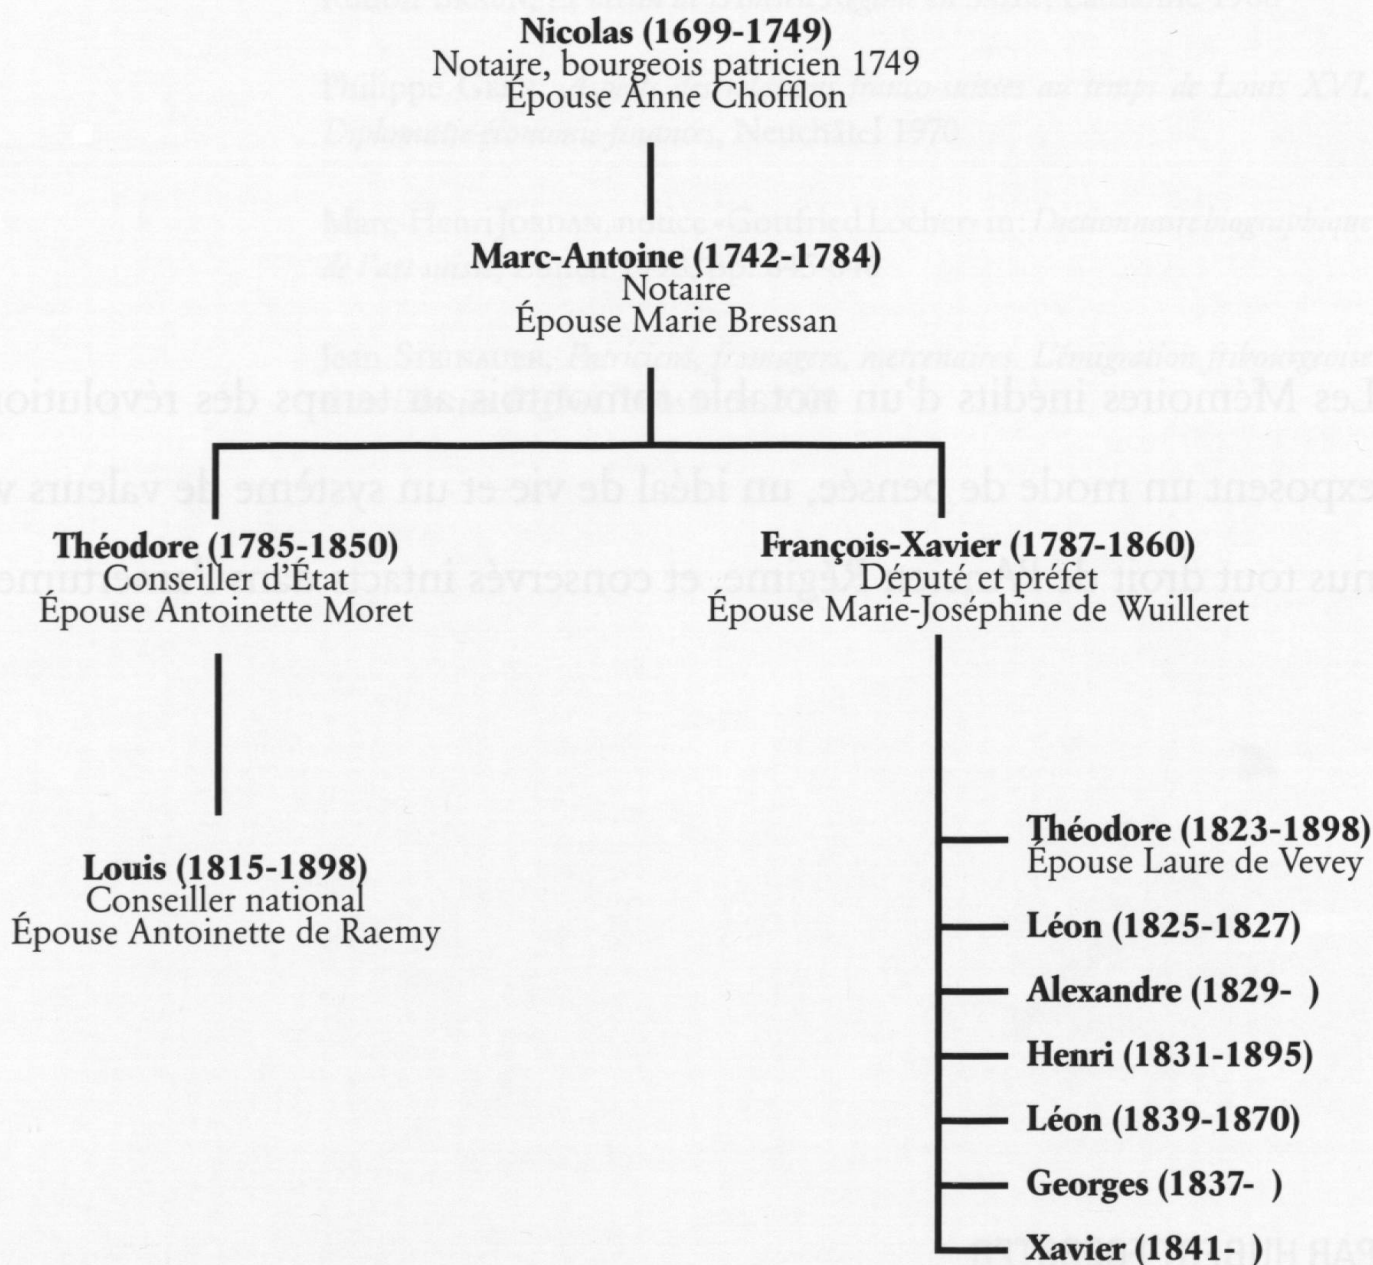 Nicolas (1699-1749)
Notaire, bourgeois patricien 1749
Épouse Anne Chofflon
Marc-Antoine (1742-1784)
Notaire
Épouse Marie Bressan
Théodore (1785-1850)
Conseiller d'État
Épouse Antoinette Moret
François-Xavier (1787-1860)
Député et préfet
Épouse Marie-Joséphine de Wuilleret
Louis (1815-1898)
Conseiller national
Épouse Antoinette de Raemy
Théodore (1823-1898)
Épouse Laure de Vevey
Léon (1825-1827)
Alexandre (1829- )
Henri (1831-1895)
Léon (1839-1870)
Georges (1837- )
Xavier (1841- )